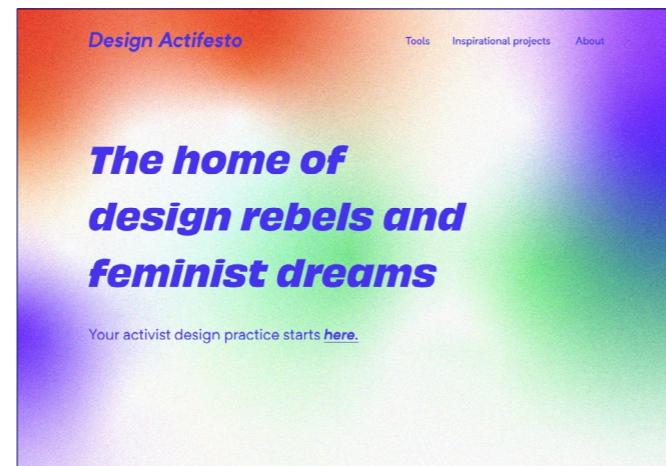 Design Actifesto
Tools Inspirational projects About
The home of
design rebels and
feminist dreams
Your activist design practice starts here.